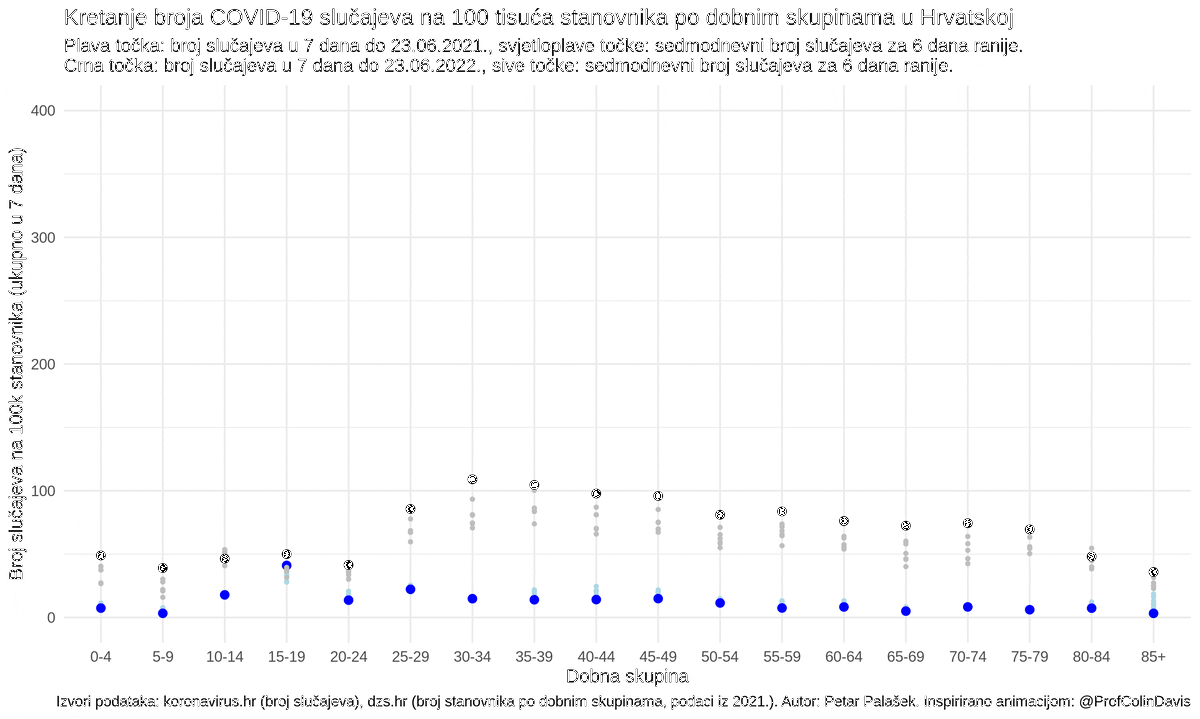 Kretanje broja COVID-19 slučajeva na 100 tisuća stanovnika po dobnim skupinama u Hrvatskoj
Plava točka: broj slučajeva u 7 dana do 23.06.2021., svjetloplave točke: sedmodnevni broj slučajeva za 6 dana ranije.
Crna točka: broj slučajeva u 7 dana do 23.06.2022., sive točke: sedmodnevni broj slučajeva za 6 dana ranije.
Broj slučajeva na 100k stanovnika (ukupno u 7 dana)
400
300
200
100
0
0-4 5-9 10-14 15-19 20-24 25-29 30-34 35-39 40-44 45-49 50-54 55-59 60-64 65-69 70-74 75-79 80-84 85+
Dobna skupina
Izvori podataka: koronavirus.hr (broj slučajeva), dzs.hr (broj stanovnika po dobnim skupinama, podaci iz 2021.). Autor: Petar Palašek. Inspirirano animacijom: @ProfColinDavis